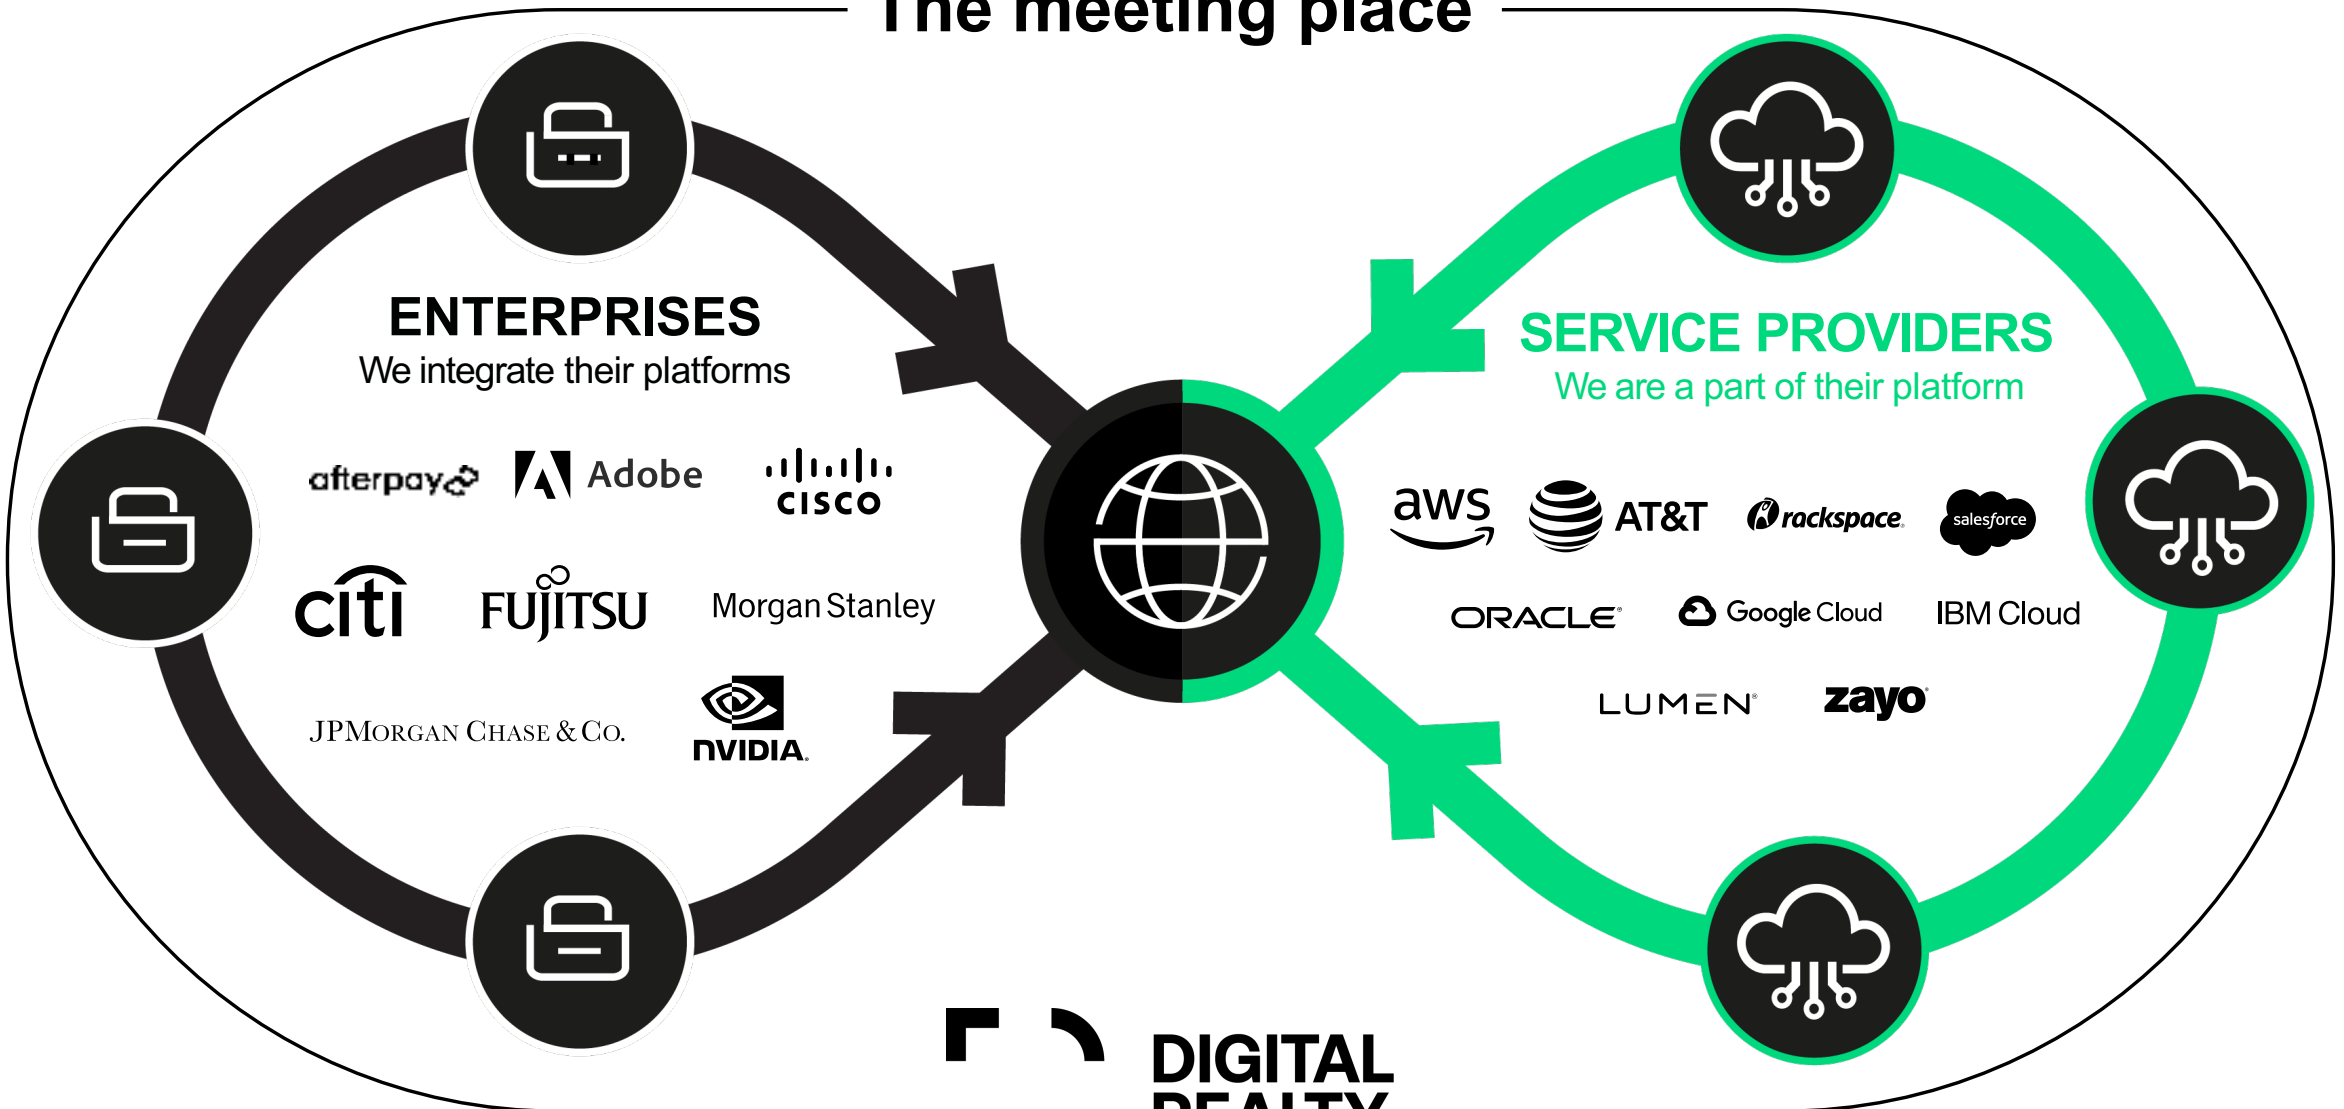 The meeting place
ENTERPRISES
We integrate their platforms
afterpay
Adobe
CISCO
citi
FUJITSU
Morgan Stanley
JPMORGAN CHASE & CO.
NVIDIA.
SERVICE PROVIDERS
We are a part of their platform
aws
AT&T
rackspace.
salesforce
ORACLE®
Google Cloud
IBM Cloud
LUMEN®
zayo®
DIGITAL
REALTY